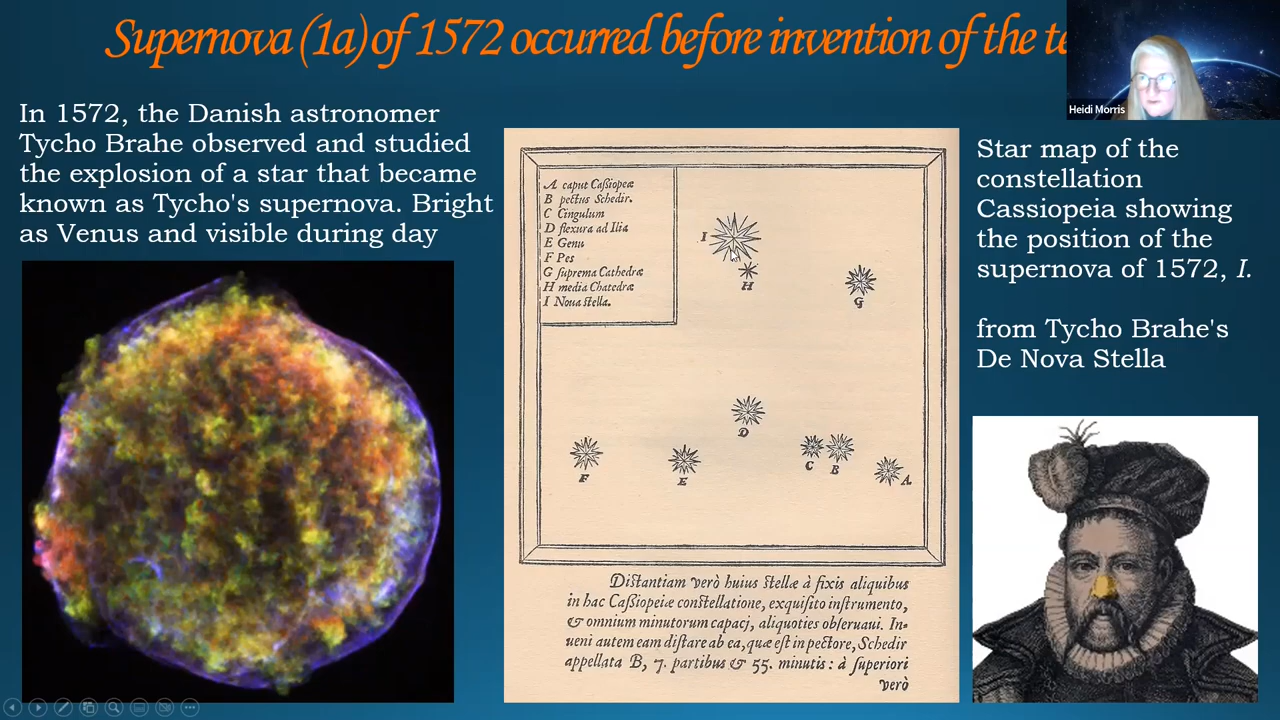 Supernova (1a) of 1572 occurred before invention of the
Heidi Morris
In 1572, the Danish astronomer
Tycho Brahe observed and studied
the explosion of a star that became
known as Tycho's supernova. Bright
as Venus and visible during day
A caput Caſsiopeæ
B pectus Schedir.
C Cingulum
D flexura ad Ilia
E Genu
F Pes
G ſuprema Cathedræ
H media Chatedræ
I Noua ſtella.
I
H
G
D
F
E
C
B
A
Diſtantiam verò huius ſtellæ à fixis aliquibus
in hac Caſsiopeiæ conſtellatione, exquiſito inſtrumento,
& omnium minutorum capacj, aliquoties obſeruaui. In-
ueni autem eam diſtare ab ea, quæ eſt in pectore, Schedir
appellata B, 7. partibus & 55. minutis : à ſuperiori
verò
Star map of the
constellation
Cassiopeia showing
the position of the
supernova of 1572, I.
from Tycho Brahe's
De Nova Stella